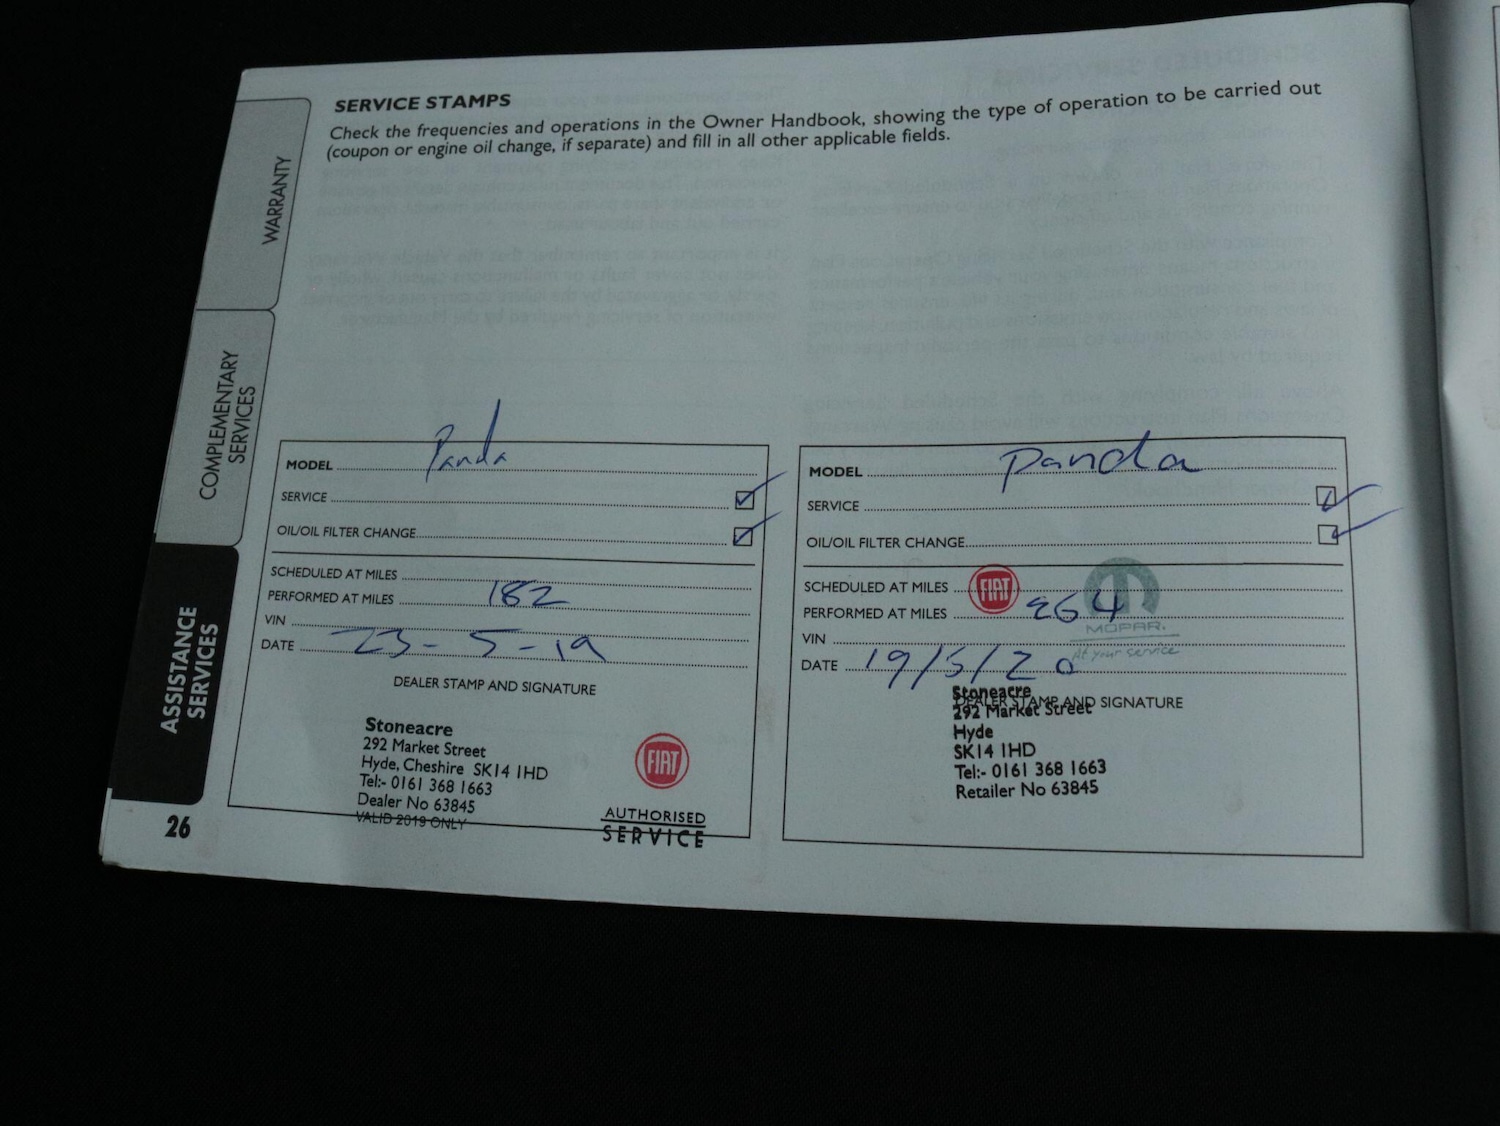 SERVICE STAMPS
Check the frequencies and operations in the Owner Handbook, showing the type of operation to be carried out
(coupon or engine oil change, if separate) and fill in all other applicable fields.
WARRANTY
COMPLEMENTARY
SERVICES
ASSISTANCE
SERVICES
26
MODEL Panda
SERVICE
OIL/OIL FILTER CHANGE
SCHEDULED AT MILES
PERFORMED AT MILES 182
VIN
DATE 23-5-19
DEALER STAMP AND SIGNATURE
Stoneacre
292 Market Street
Hyde, Cheshire SK14 1HD
Tel:- 0161 368 1663
Dealer No 63845
VALID 2019 ONLY
FIAT
AUTHORISED
SERVICE
MODEL Panda
SERVICE
OIL/OIL FILTER CHANGE
SCHEDULED AT MILES
FIAT
PERFORMED AT MILES 964
MOPAR.
At your service
VIN
DATE 19/5/20
DEALER STAMP AND SIGNATURE
Stoneacre
292 Market Street
Hyde
SK14 1HD
Tel:- 0161 368 1663
Retailer No 63845